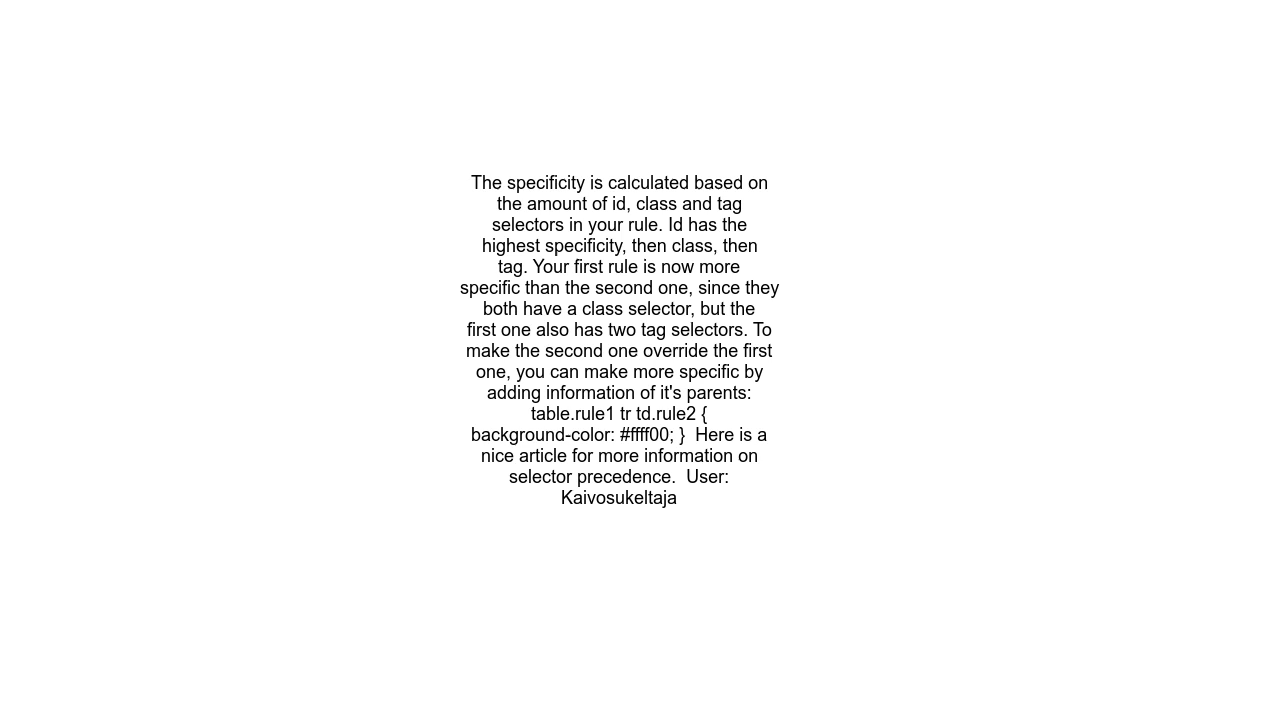 The specificity is calculated based on
the amount of id, class and tag
selectors in your rule. Id has the
highest specificity, then class, then
tag. Your first rule is now more
specific than the second one, since they
both have a class selector, but the
first one also has two tag selectors. To
make the second one override the first
one, you can make more specific by
adding information of it's parents:
table.rule1 tr td.rule2 {
background-color: #ffff00; }  Here is a
nice article for more information on
selector precedence.  User:
Kaivosukeltaja